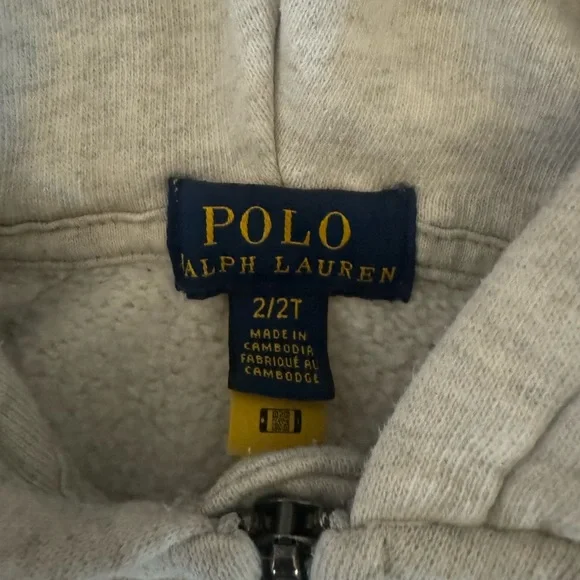 POLO
RALPH LAUREN
2/2T
MADE IN
CAMBODIA
FABRIQUÉ AU
CAMBODGE